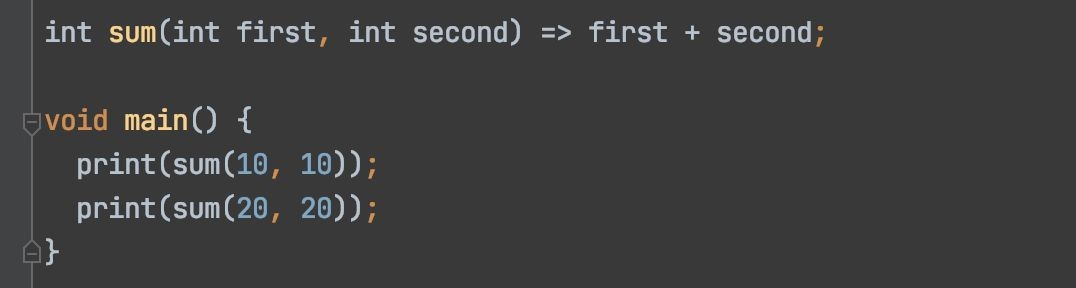 int sum(int first, int second) => first + second;
void main() {
  print(sum(10, 10));
  print(sum(20, 20));
}